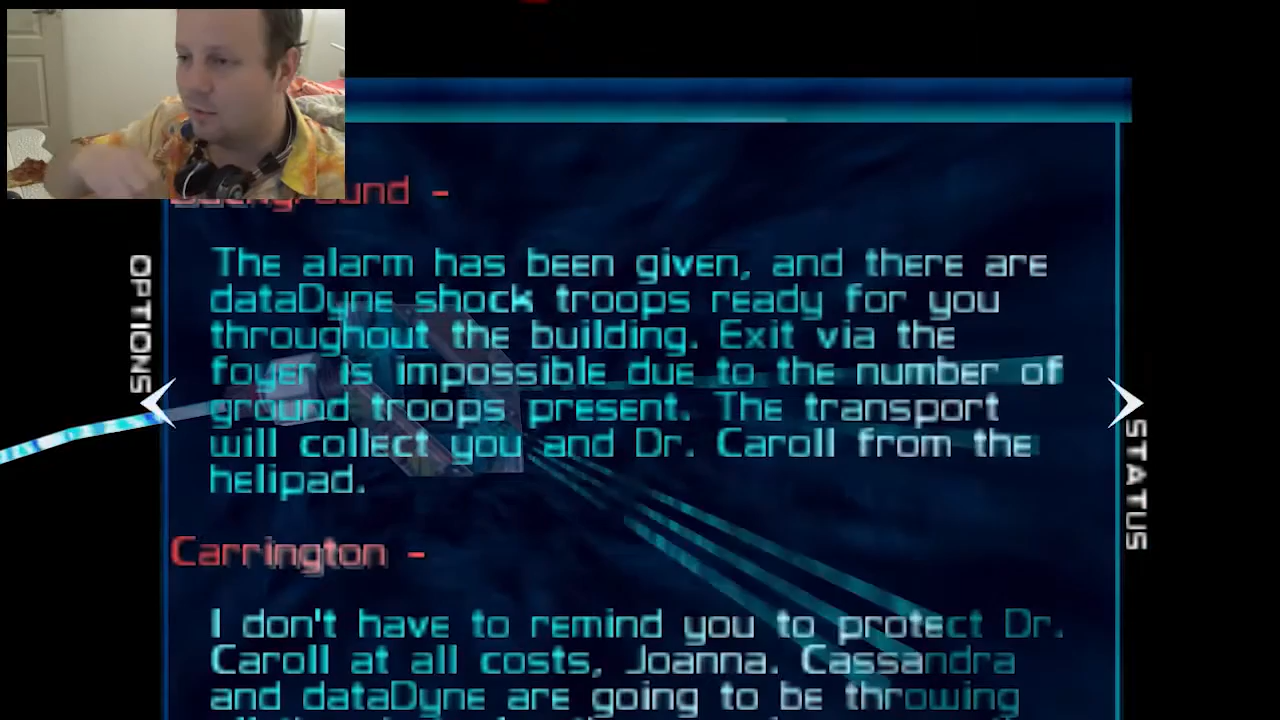 Background -
The alarm has been given, and there are
dataDyne shock troops ready for you
throughout the building. Exit via the
foyer is impossible due to the number of
ground troops present. The transport
will collect you and Dr. Caroll from the
helipad.
Carrington -
I don't have to remind you to protect Dr.
Caroll at all costs, Joanna. Cassandra
and dataDyne are going to be throwing
OPTIONS
STATUS